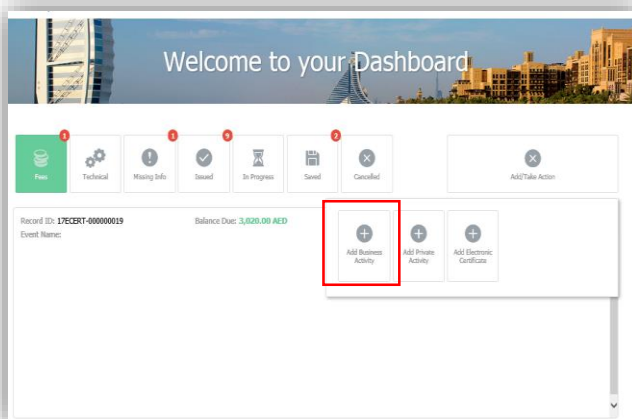 Welcome to your Dashboard
1
1
9
2
Fees
Technical
Missing Info
Issued
In Progress
Saved
Cancelled
Add/Take Action
Record ID: 17ECERT-000000019
Balance Due: 3,020.00 AED
Event Name:
Add Business
Activity
Add Private
Activity
Add Electronic
Certificate